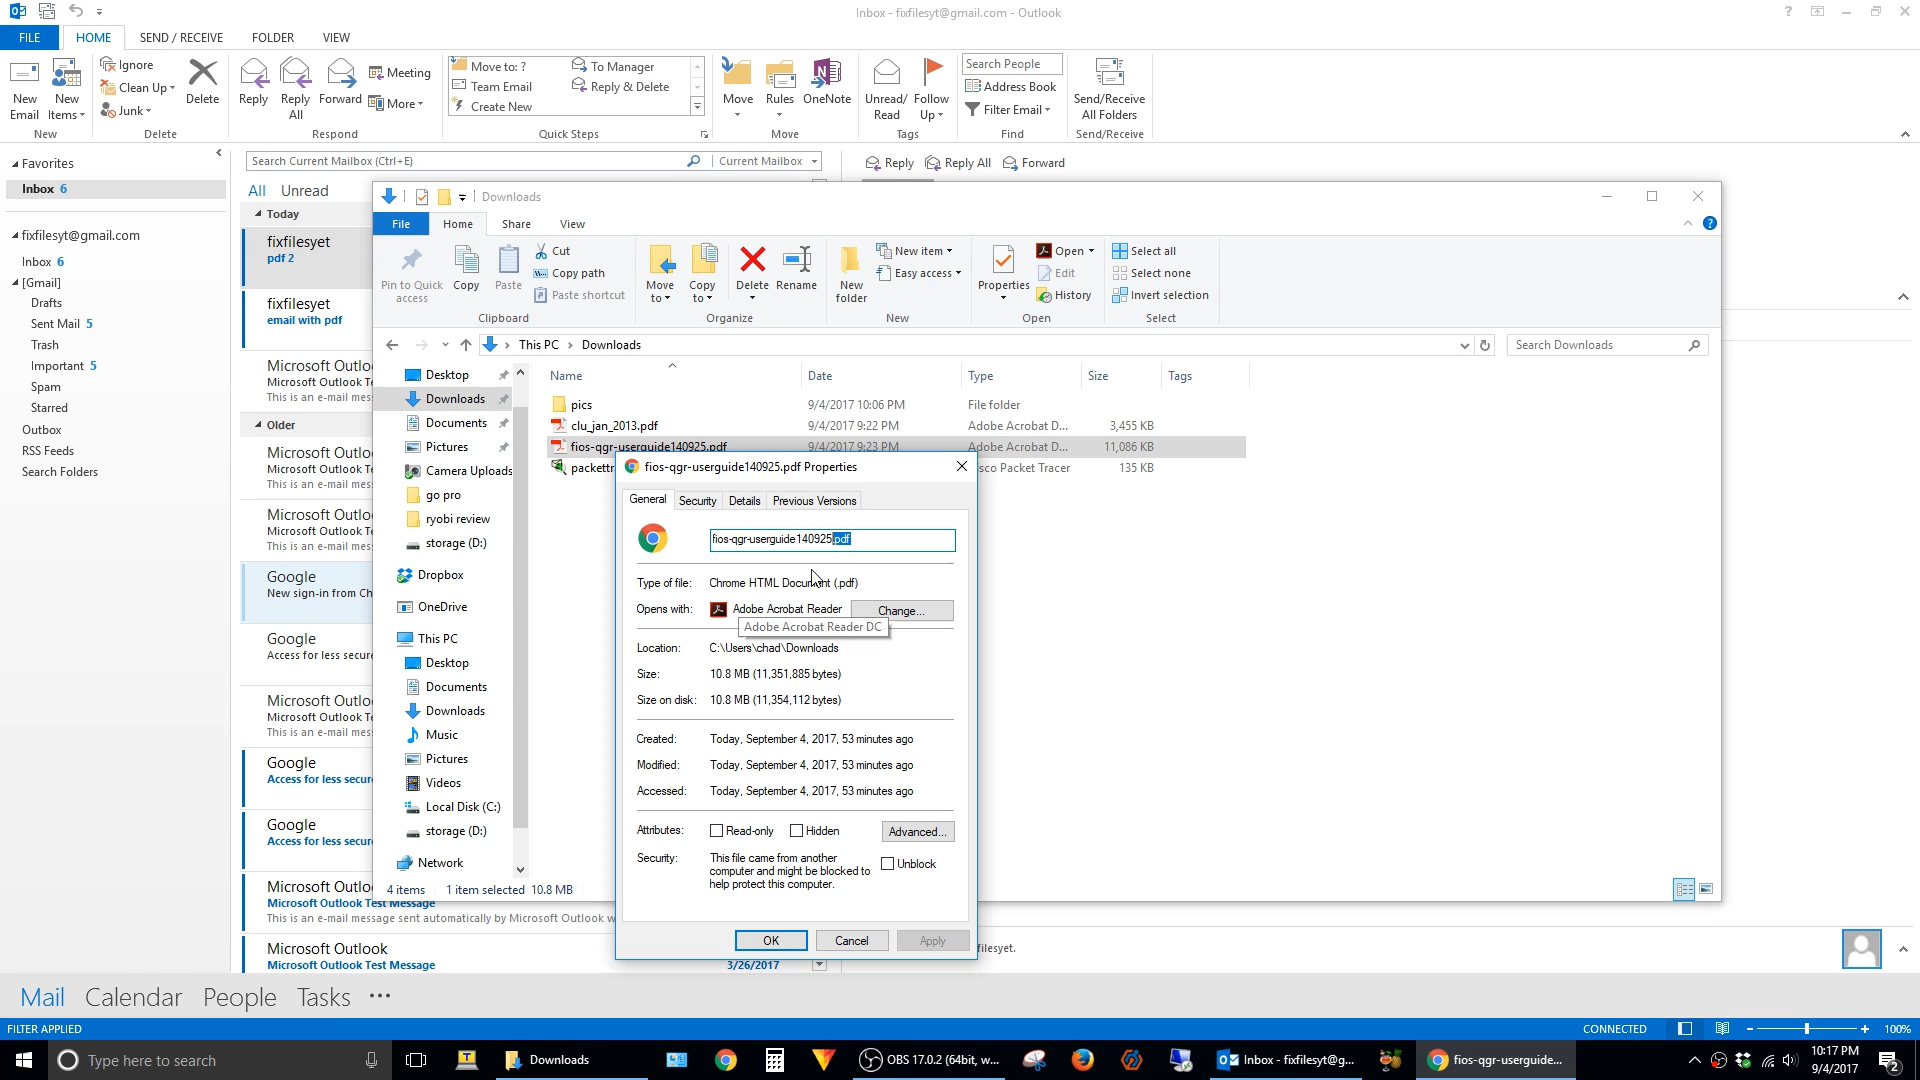 Inbox - fixfilesyt@gmail.com - Outlook
FILE HOME SEND / RECEIVE FOLDER VIEW
New Email
New Items
Ignore
Clean Up
Junk
Delete
Reply
Reply All
Forward
Meeting
More
Move to: ?
Team Email
Create New
To Manager
Reply & Delete
Move
Rules
OneNote
Unread/ Read
Follow Up
Search People
Address Book
Filter Email
Send/Receive All Folders
New Delete Respond Quick Steps Move Tags Find Send/Receive
Favorites
Inbox 6
fixfilesyt@gmail.com
Inbox 6
[Gmail]
Drafts
Sent Mail 5
Trash
Important 5
Spam
Starred
Outbox
RSS Feeds
Search Folders
Search Current Mailbox (Ctrl+E) Current Mailbox
All Unread
Today
fixfilesyet
pdf 2
fixfilesyet
email with pdf
Microsoft Outlo
Microsoft Outlook Te
This is an e-mail mes
Older
Microsoft Outlo
Microsoft Outlook Te
This is an e-mail mes
Microsoft Outlo
Microsoft Outlook Te
This is an e-mail mes
Google
New sign-in from Ch
Google
Access for less secure
Microsoft Outlo
Microsoft Outlook Te
This is an e-mail mes
Google
Access for less secure
Google
Access for less secure
Microsoft Outlo
Microsoft Outlook Test Message
This is an e-mail message sent automatically by Microsoft Outlook w
Microsoft Outlook
Microsoft Outlook Test Message 3/26/2017
Reply Reply All Forward
Downloads
File Home Share View
Pin to Quick access
Copy
Paste
Cut
Copy path
Paste shortcut
Move to
Copy to
Delete
Rename
New folder
New item
Easy access
Properties
Open
Edit
History
Select all
Select none
Invert selection
Clipboard Organize New Open Select
This PC > Downloads
Search Downloads
Desktop
Downloads
Documents
Pictures
Camera Uploads
go pro
ryobi review
storage (D:)
Dropbox
OneDrive
This PC
Desktop
Documents
Downloads
Music
Pictures
Videos
Local Disk (C:)
storage (D:)
Network
4 items 1 item selected 10.8 MB
Name Date Type Size Tags
pics 9/4/2017 10:06 PM File folder
clu_jan_2013.pdf 9/4/2017 9:22 PM Adobe Acrobat D... 3,455 KB
fios-qgr-userguide140925.pdf 9/4/2017 9:23 PM Adobe Acrobat D... 11,086 KB
packettr sco Packet Tracer 135 KB
fios-qgr-userguide140925.pdf Properties
General Security Details Previous Versions
fios-qgr-userguide140925.pdf
Type of file: Chrome HTML Document (.pdf)
Opens with: Adobe Acrobat Reader Change...
Adobe Acrobat Reader DC
Location: C:\Users\chad\Downloads
Size: 10.8 MB (11,351,885 bytes)
Size on disk: 10.8 MB (11,354,112 bytes)
Created: Today, September 4, 2017, 53 minutes ago
Modified: Today, September 4, 2017, 53 minutes ago
Accessed: Today, September 4, 2017, 53 minutes ago
Attributes: Read-only Hidden Advanced...
Security: This file came from another
computer and might be blocked to
help protect this computer.
Unblock
OK Cancel Apply
filesyet.
Mail Calendar People Tasks ...
FILTER APPLIED CONNECTED 100%
Type here to search
Downloads
OBS 17.0.2 (64bit, w...
Inbox - fixfilesyt@g...
fios-qgr-userguide...
10:17 PM
9/4/2017
2